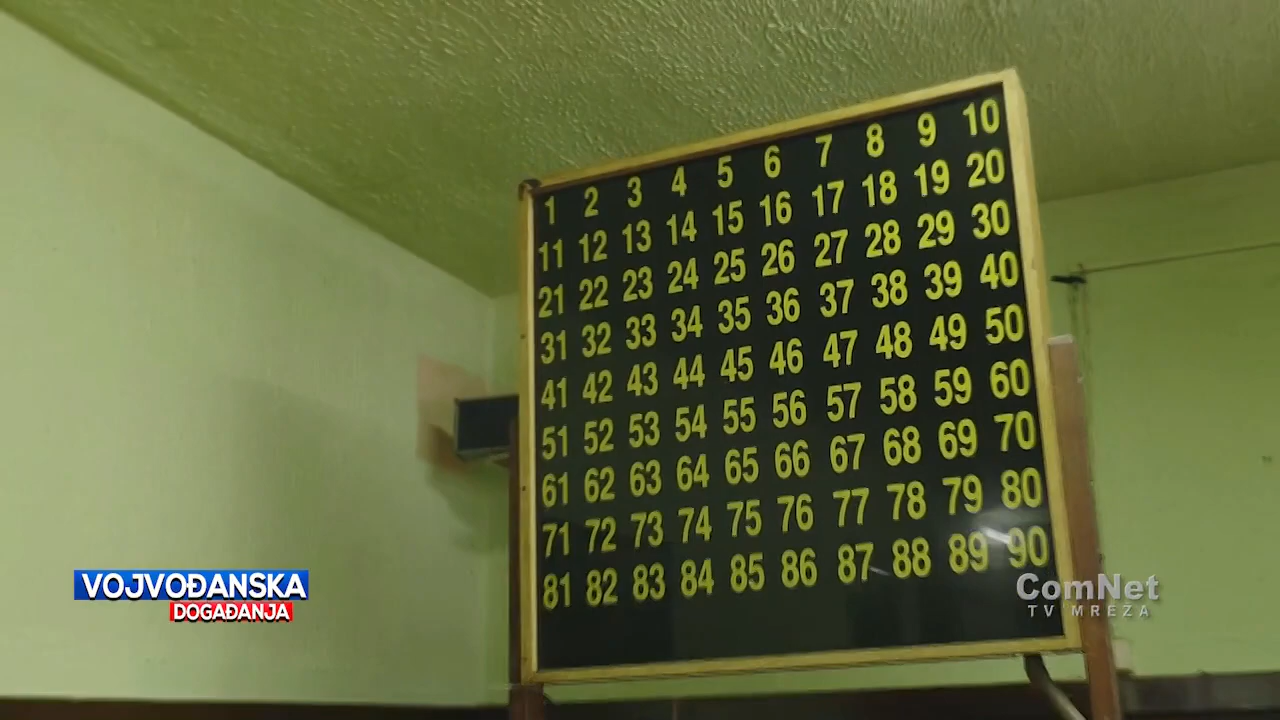 1 2 3 4 5 6 7 8 9 10
11 12 13 14 15 16 17 18 19 20
21 22 23 24 25 26 27 28 29 30
31 32 33 34 35 36 37 38 39 40
41 42 43 44 45 46 47 48 49 50
51 52 53 54 55 56 57 58 59 60
61 62 63 64 65 66 67 68 69 70
71 72 73 74 75 76 77 78 79 80
81 82 83 84 85 86 87 88 89 90
VOJVOĐANSKA
DOGAĐANJA
ComNet
TV MREZA